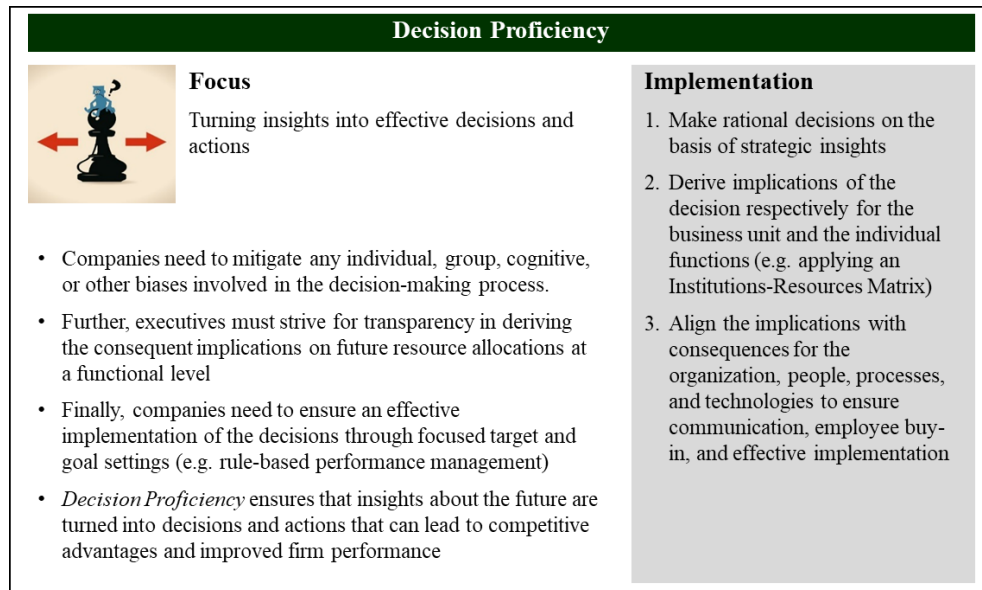 Decision Proficiency
Focus
Turning insights into effective decisions and
actions
?
• Companies need to mitigate any individual, group, cognitive,
or other biases involved in the decision-making process.
• Further, executives must strive for transparency in deriving
the consequent implications on future resource allocations at
a functional level
• Finally, companies need to ensure an effective
implementation of the decisions through focused target and
goal settings (e.g. rule-based performance management)
• Decision Proficiency ensures that insights about the future are
turned into decisions and actions that can lead to competitive
advantages and improved firm performance
Implementation
1. Make rational decisions on the
basis of strategic insights
2. Derive implications of the
decision respectively for the
business unit and the individual
functions (e.g. applying an
Institutions-Resources Matrix)
3. Align the implications with
consequences for the
organization, people, processes,
and technologies to ensure
communication, employee buy-
in, and effective implementation